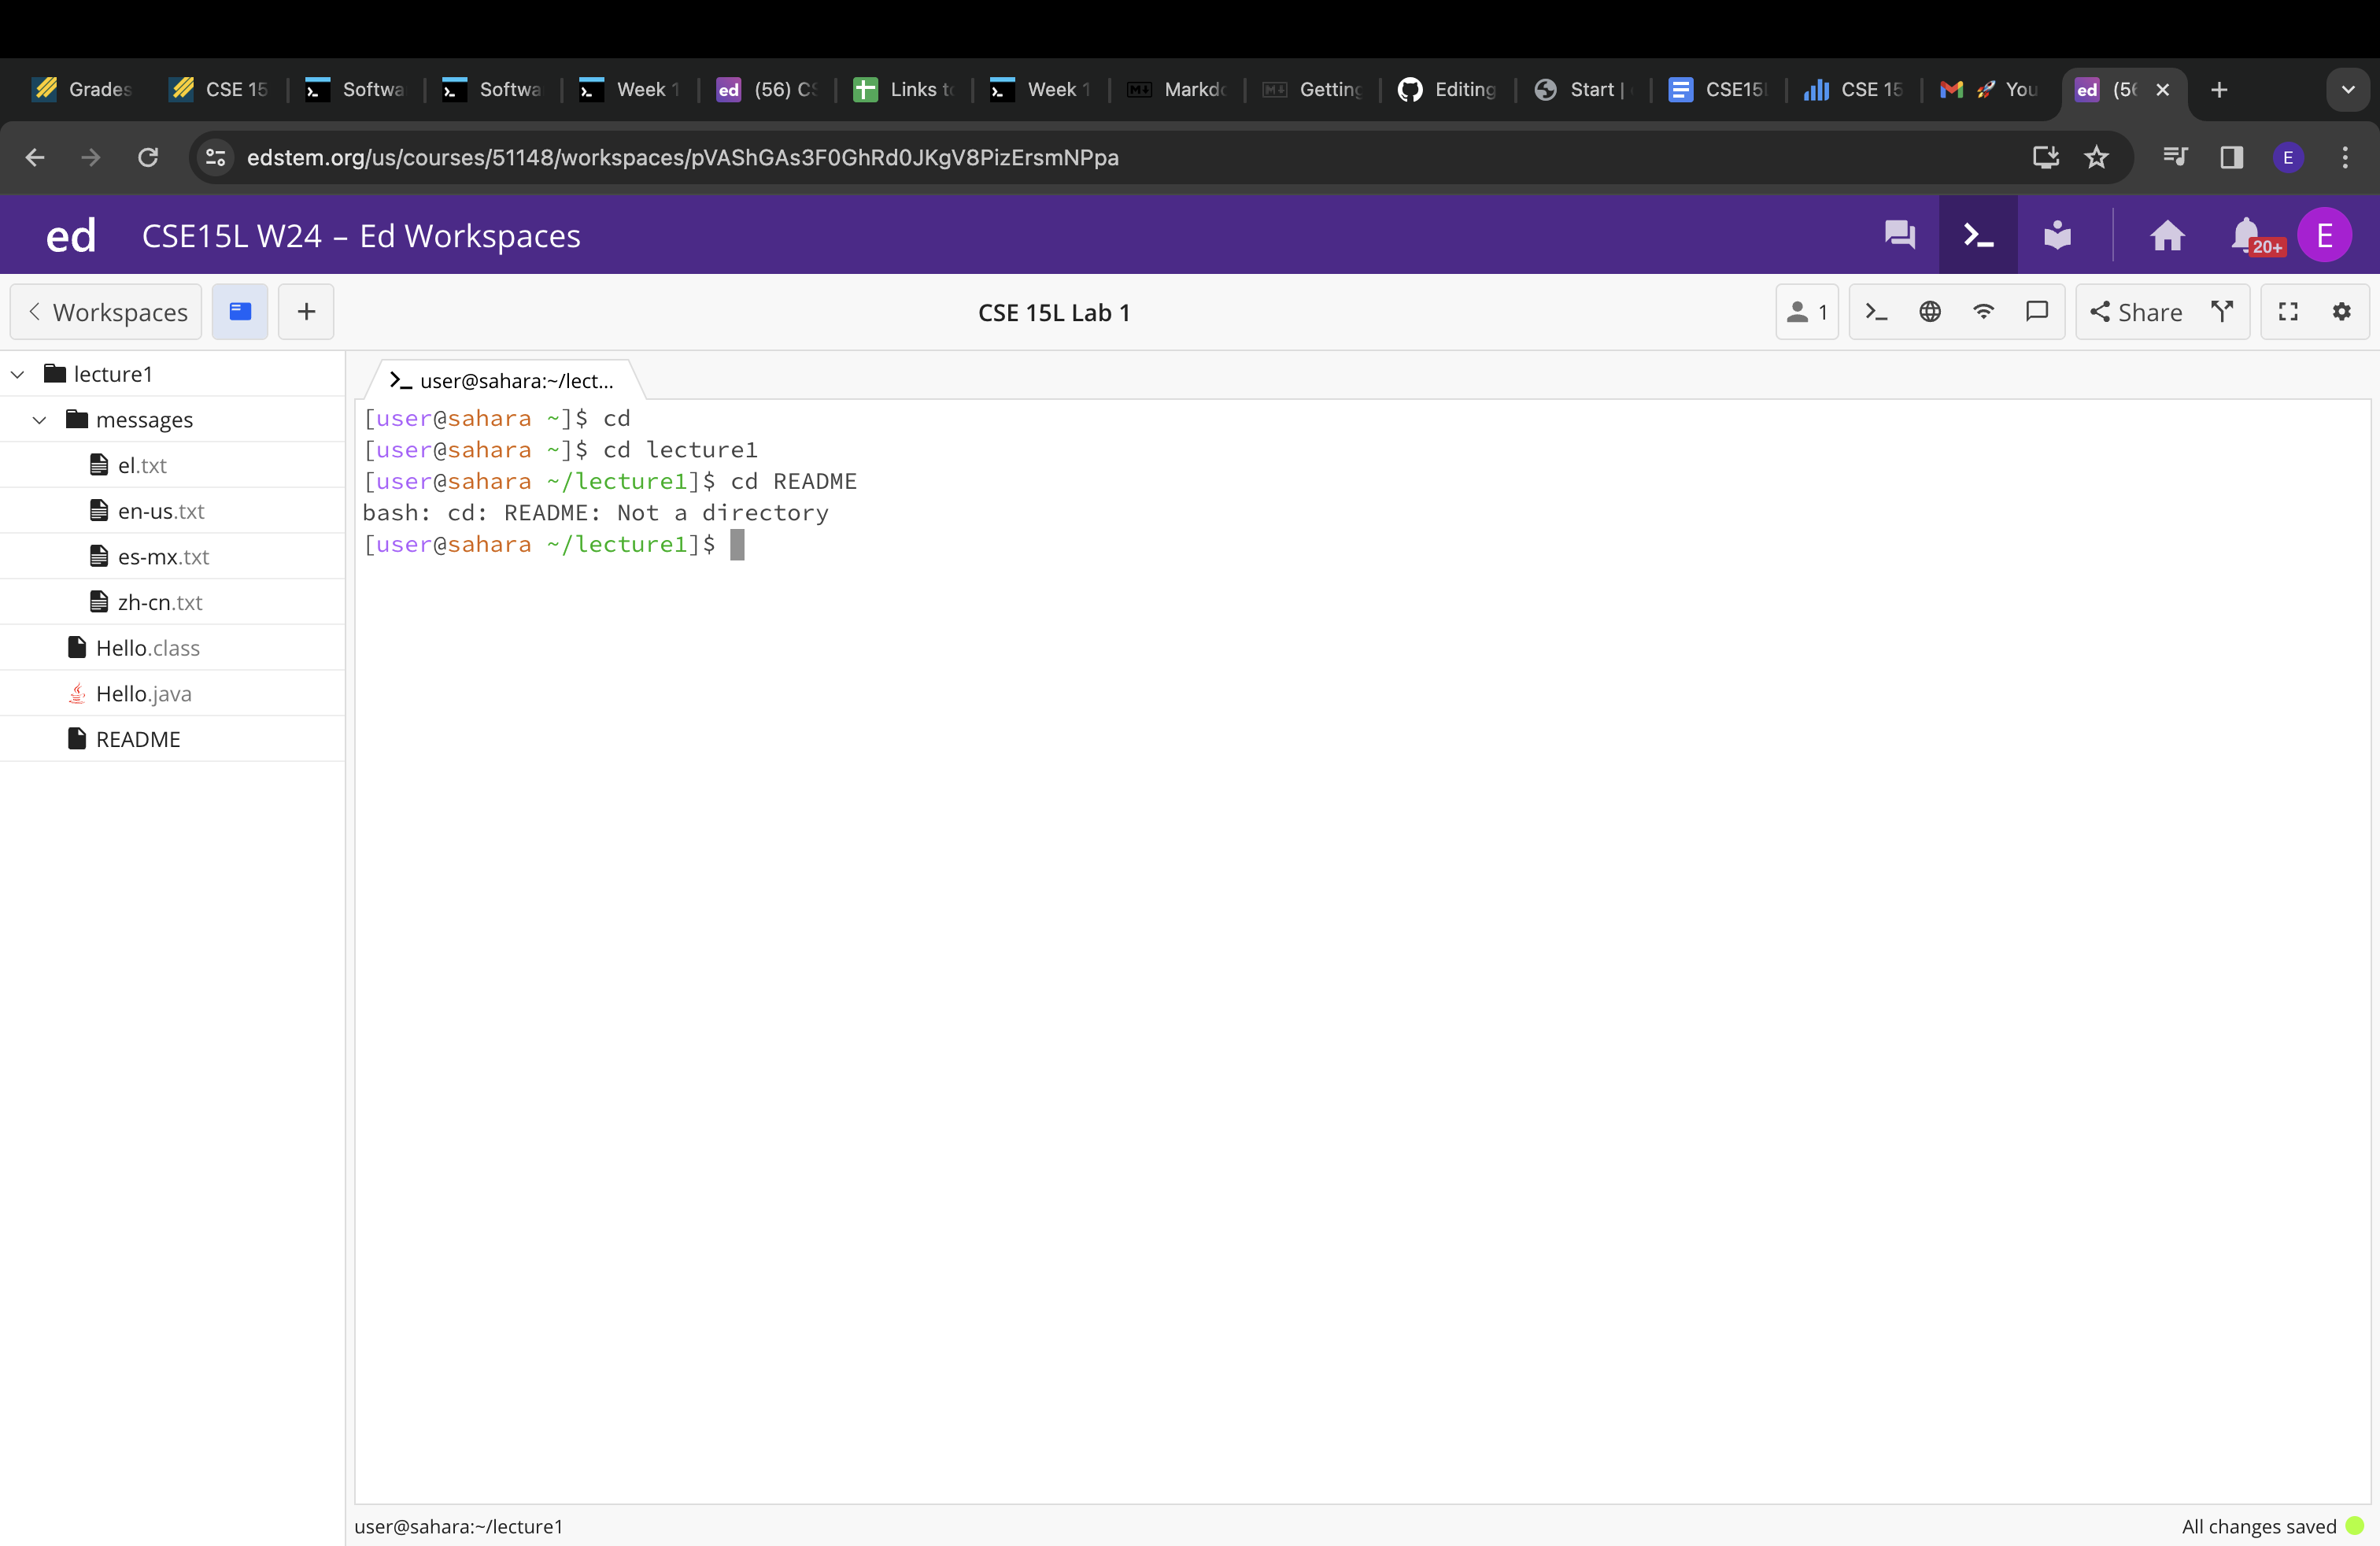 Grades CSE 15 Softwa Softwa Week 1 ed (56) CS Links to Week 1 Markdo Getting Editing Start | CSE15l CSE 15 You ed (56
edstem.org/us/courses/51148/workspaces/pVAShGAs3F0GhRd0JKgV8PizErsmNPpa E
ed CSE15L W24 – Ed Workspaces 20+ E
Workspaces CSE 15L Lab 1 1 Share
lecture1
messages
el.txt
en-us.txt
es-mx.txt
zh-cn.txt
Hello.class
Hello.java
README
user@sahara:~/lect...
[user@sahara ~]$ cd
[user@sahara ~]$ cd lecture1
[user@sahara ~/lecture1]$ cd README
bash: cd: README: Not a directory
[user@sahara ~/lecture1]$
user@sahara:~/lecture1 All changes saved